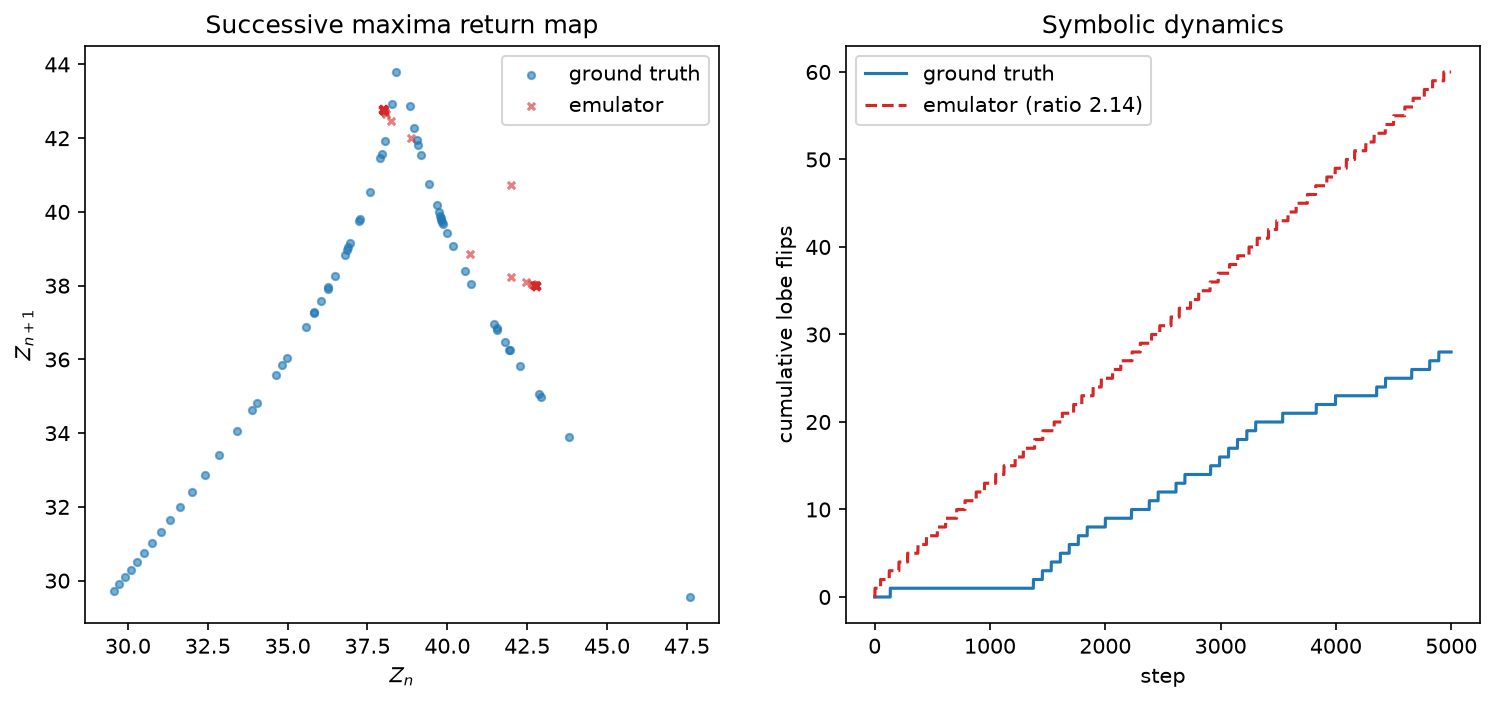 Successive maxima return map
ground truth
emulator
44
42
40
38
36
34
32
30
Zn+1
30.0 32.5 35.0 37.5 40.0 42.5 45.0 47.5
Zn
Symbolic dynamics
ground truth
emulator (ratio 2.14)
60
50
40
30
20
10
0
cumulative lobe flips
0 1000 2000 3000 4000 5000
step